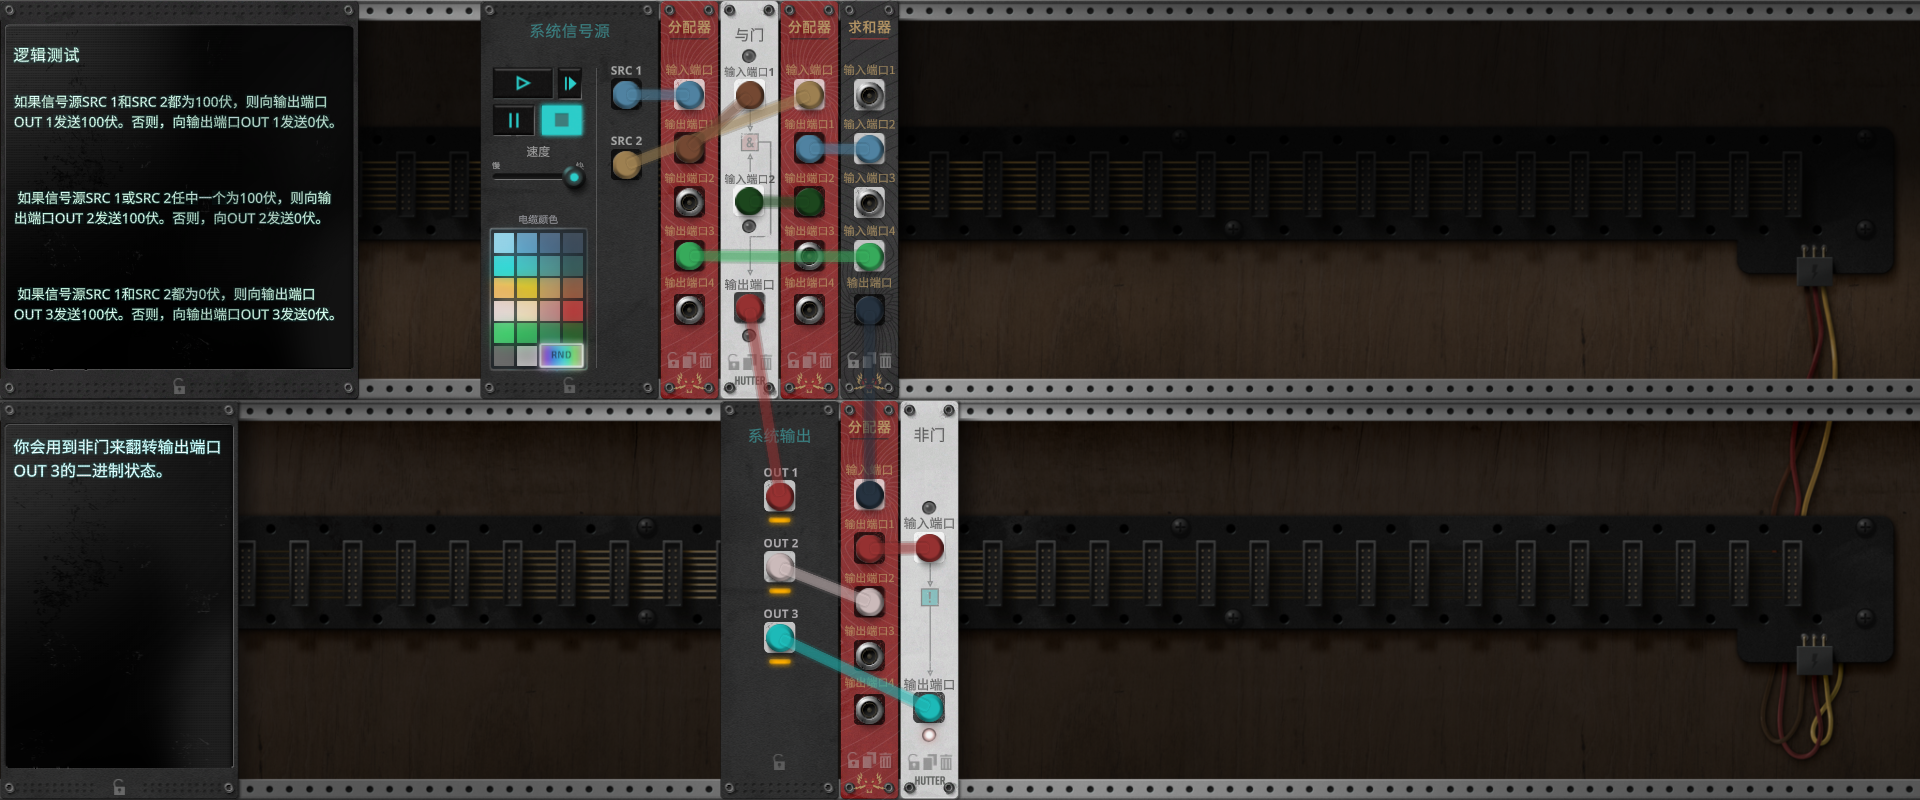 逻辑测试
如果信号源SRC 1和SRC 2都为100伏，则向输出端口
OUT 1发送100伏。否则，向输出端口OUT 1发送0伏。
如果信号源SRC 1或SRC 2任中一个为100伏，则向输
出端口OUT 2发送100伏。否则，向OUT 2发送0伏。
如果信号源SRC 1和SRC 2都为0伏，则向输出端口
OUT 3发送100伏。否则，向输出端口OUT 3发送0伏。
系统信号源
速度
慢
快
电缆颜色
RND
SRC 1
SRC 2
分配器
输入端口
输出端口1
输出端口2
输出端口3
输出端口4
与门
输入端口1
&
输入端口2
输出端口
HUTTER
分配器
输入端口
输出端口1
输出端口2
输出端口3
输出端口4
求和器
输入端口1
输入端口2
输入端口3
输入端口4
输出端口
你会用到非门来翻转输出端口
OUT 3的二进制状态。
系统输出
OUT 1
OUT 2
OUT 3
分配器
输入端口
输出端口1
输出端口2
输出端口3
输出端口4
非门
输入端口
!
输出端口
HUTTER